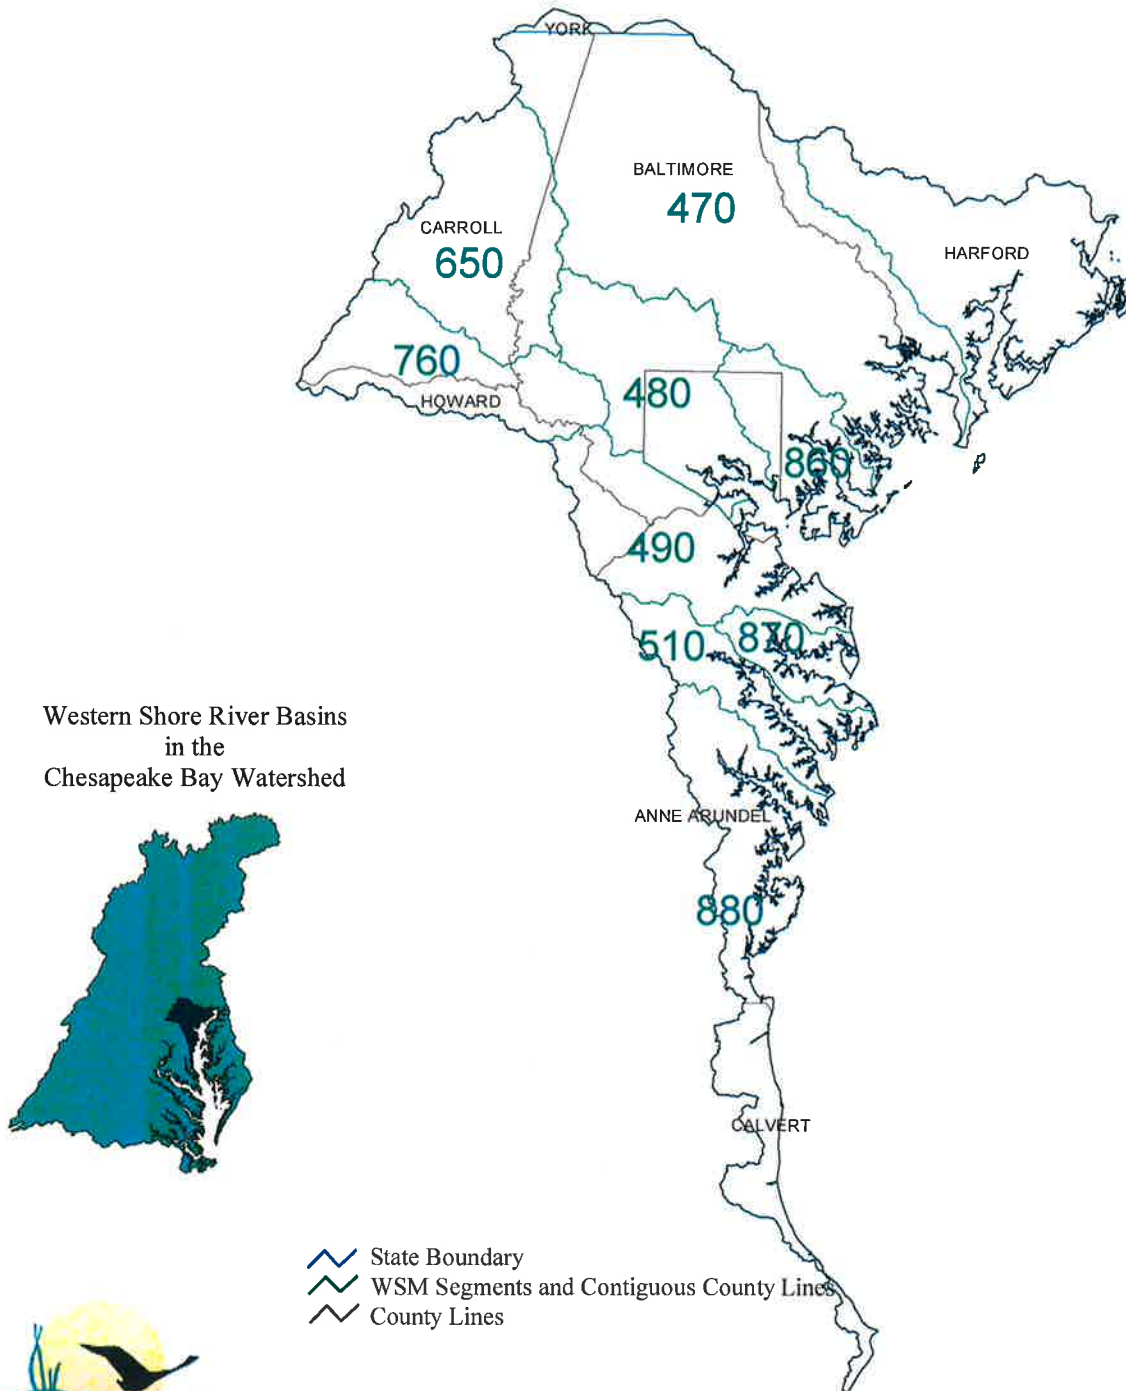 YORK
BALTIMORE
470
CARROLL
650
HARFORD
760
HOWARD
480
860
490
510
870
Western Shore River Basins
in the
Chesapeake Bay Watershed
ANNE ARUNDEL
880
CALVERT
State Boundary
WSM Segments and Contiguous County Lines
County Lines